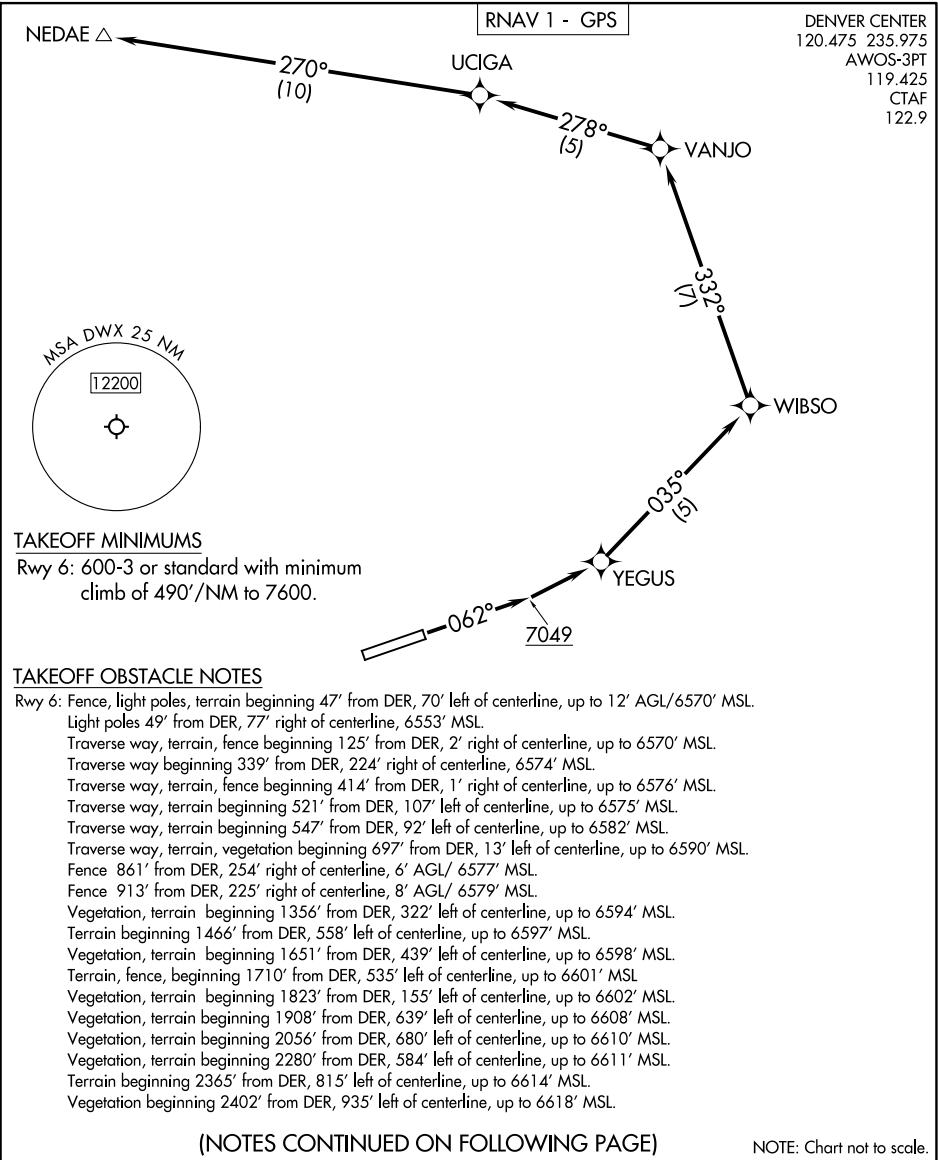 RNAV 1 - GPS
DENVER CENTER
120.475 235.975
AWOS-3PT
119.425
CTAF
122.9
NEDAE
270°
(10)
UCIGA
278°
(5)
VANJO
332°
(7)
WIBSO
035°
(5)
YEGUS
062°
7049
MSA DWX 25 NM
12200
TAKEOFF MINIMUMS
Rwy 6: 600-3 or standard with minimum
climb of 490'/NM to 7600.
TAKEOFF OBSTACLE NOTES
Rwy 6: Fence, light poles, terrain beginning 47' from DER, 70' left of centerline, up to 12' AGL/6570' MSL.
Light poles 49' from DER, 77' right of centerline, 6553' MSL.
Traverse way, terrain, fence beginning 125' from DER, 2' right of centerline, up to 6570' MSL.
Traverse way beginning 339' from DER, 224' right of centerline, 6574' MSL.
Traverse way, terrain, fence beginning 414' from DER, 1' right of centerline, up to 6576' MSL.
Traverse way, terrain beginning 521' from DER, 107' left of centerline, up to 6575' MSL.
Traverse way, terrain beginning 547' from DER, 92' left of centerline, up to 6582' MSL.
Traverse way, terrain, vegetation beginning 697' from DER, 13' left of centerline, up to 6590' MSL.
Fence 861' from DER, 254' right of centerline, 6' AGL/ 6577' MSL.
Fence 913' from DER, 225' right of centerline, 8' AGL/ 6579' MSL.
Vegetation, terrain beginning 1356' from DER, 322' left of centerline, up to 6594' MSL.
Terrain beginning 1466' from DER, 558' left of centerline, up to 6597' MSL.
Vegetation, terrain beginning 1651' from DER, 439' left of centerline, up to 6598' MSL.
Terrain, fence, beginning 1710' from DER, 535' left of centerline, up to 6601' MSL
Vegetation, terrain beginning 1823' from DER, 155' left of centerline, up to 6602' MSL.
Vegetation, terrain beginning 1908' from DER, 639' left of centerline, up to 6608' MSL.
Vegetation, terrain beginning 2056' from DER, 680' left of centerline, up to 6610' MSL.
Vegetation, terrain beginning 2280' from DER, 584' left of centerline, up to 6611' MSL.
Terrain beginning 2365' from DER, 815' left of centerline, up to 6614' MSL.
Vegetation beginning 2402' from DER, 935' left of centerline, up to 6618' MSL.
(NOTES CONTINUED ON FOLLOWING PAGE)
NOTE: Chart not to scale.